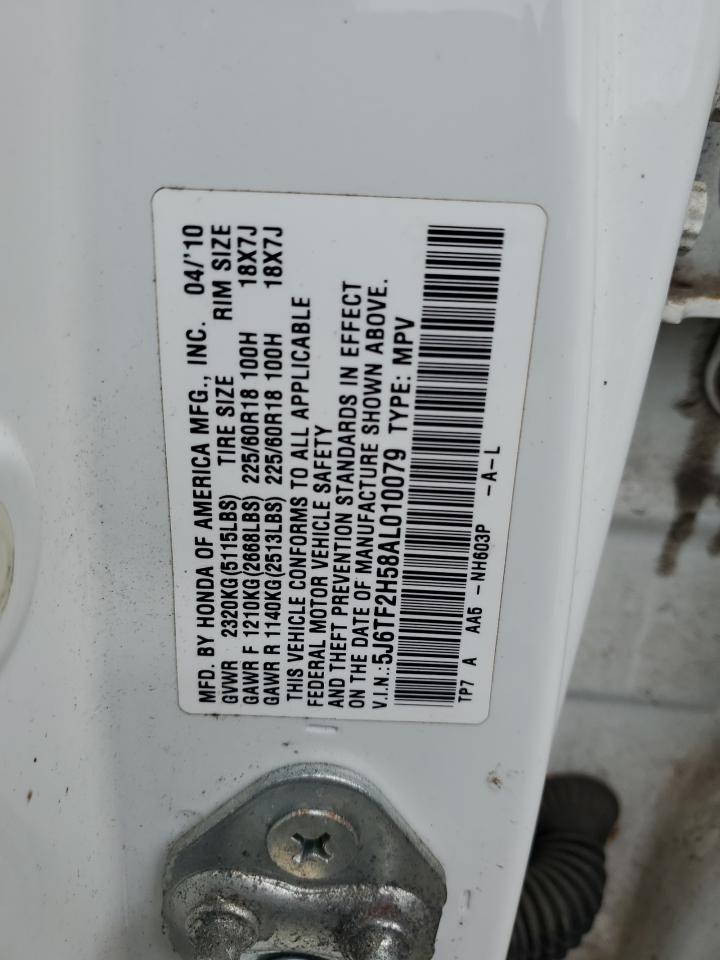 MFD. BY HONDA OF AMERICA MFG., INC. 04/'10
GVWR 2320KG(5115LBS) TIRE SIZE RIM SIZE
GAWR F 1210KG(2668LBS) 225/60R18 100H 18X7J
GAWR R 1140KG(2513LBS) 225/60R18 100H 18X7J
THIS VEHICLE CONFORMS TO ALL APPLICABLE
FEDERAL MOTOR VEHICLE SAFETY
AND THEFT PREVENTION STANDARDS IN EFFECT
ON THE DATE OF MANUFACTURE SHOWN ABOVE.
V.I.N.:5J6TF2H58AL010079 TYPE: MPV
TP7 A AA5 -NH603P -A-L